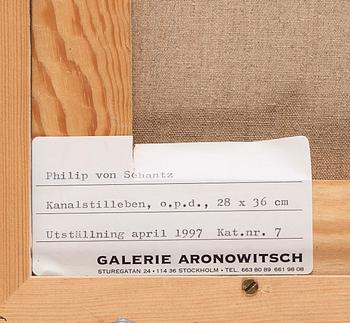 Philip von Schantz
Kanalstilleben, o.p.d., 28 x 36 cm
Utställning april 1997 Kat.nr. 7
GALERIE ARONOWITSCH
STUREGATAN 24 • 114 36 STOCKHOLM • TEL. 663 80 89 661 98 08